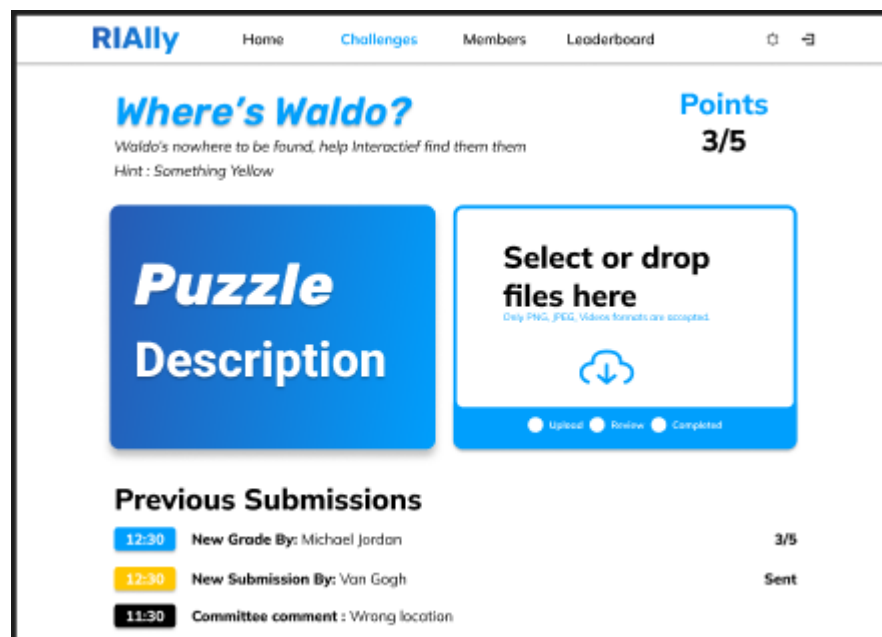 RIAlly Home Challenges Members Leaderboard
Where's Waldo?
Points
3/5
Waldo's nowhere to be found, help Interactief find them them
Hint : Something Yellow
Puzzle
Description
Select or drop
files here
Only PNG, JPEG, Videos formats are accepted.
Upload Review Completed
Previous Submissions
12:30 New Grade By: Michael Jordan 3/5
12:30 New Submission By: Van Gogh Sent
11:30 Committee comment : Wrong location